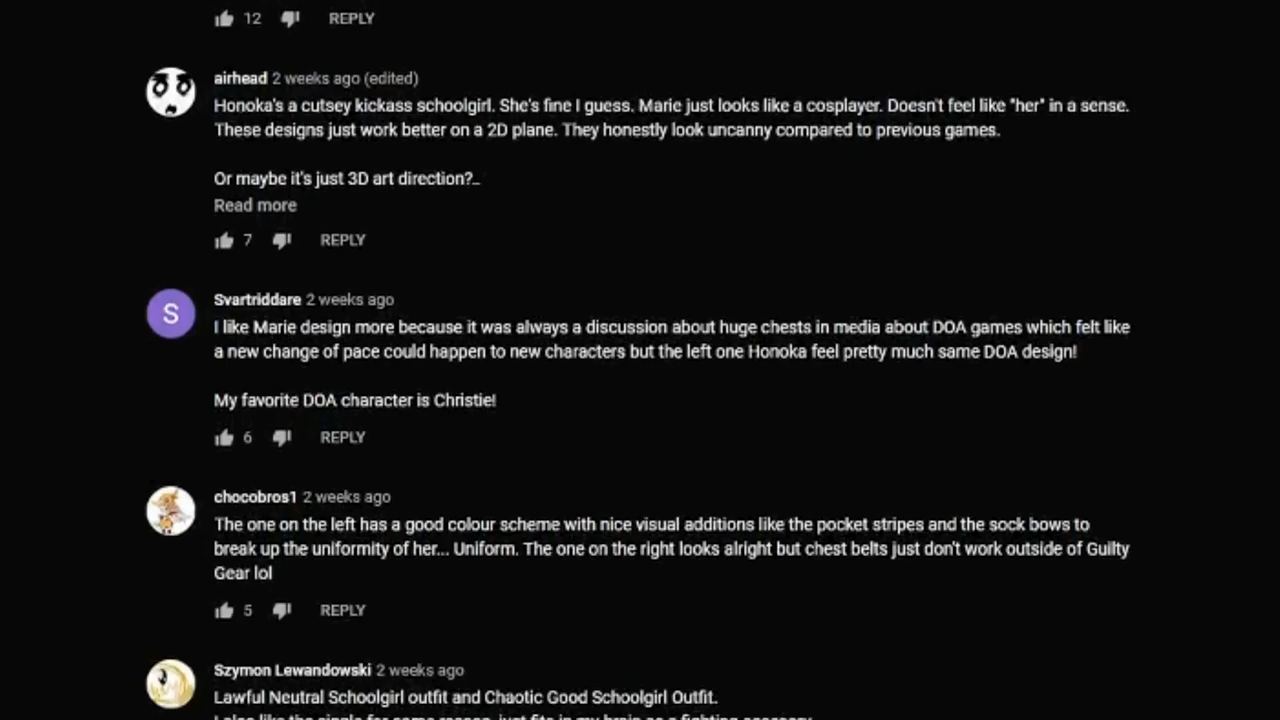 12 REPLY
airhead 2 weeks ago (edited)
Honoka's a cutsey kickass schoolgirl. She's fine I guess. Marie just looks like a cosplayer. Doesn't feel like "her" in a sense.
These designs just work better on a 2D plane. They honestly look uncanny compared to previous games.
Or maybe it's just 3D art direction?_
Read more
7 REPLY
S
Svartriddare 2 weeks ago
I like Marie design more because it was always a discussion about huge chests in media about DOA games which felt like
a new change of pace could happen to new characters but the left one Honoka feel pretty much same DOA design!
My favorite DOA character is Christie!
6 REPLY
chocobros1 2 weeks ago
The one on the left has a good colour scheme with nice visual additions like the pocket stripes and the sock bows to
break up the uniformity of her... Uniform. The one on the right looks alright but chest belts just don't work outside of Guilty
Gear lol
5 REPLY
Szymon Lewandowski 2 weeks ago
Lawful Neutral Schoolgirl outfit and Chaotic Good Schoolgirl Outfit.